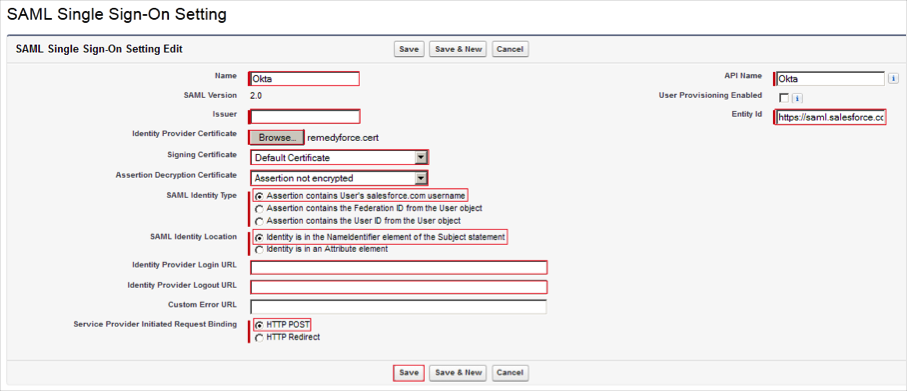 SAML Single Sign-On Setting
SAML Single Sign-On Setting Edit Save Save & New Cancel
Name Okta API Name Okta i
SAML Version 2.0 User Provisioning Enabled i
Issuer Entity Id https://saml.salesforce.cc
Identity Provider Certificate Browse... remedyforce.cert
Signing Certificate Default Certificate
Assertion Decryption Certificate Assertion not encrypted
SAML Identity Type Assertion contains User's salesforce.com username
Assertion contains the Federation ID from the User object
Assertion contains the User ID from the User object
SAML Identity Location Identity is in the NameIdentifier element of the Subject statement
Identity is in an Attribute element
Identity Provider Login URL
Identity Provider Logout URL
Custom Error URL
Service Provider Initiated Request Binding HTTP POST
HTTP Redirect
Save Save & New Cancel